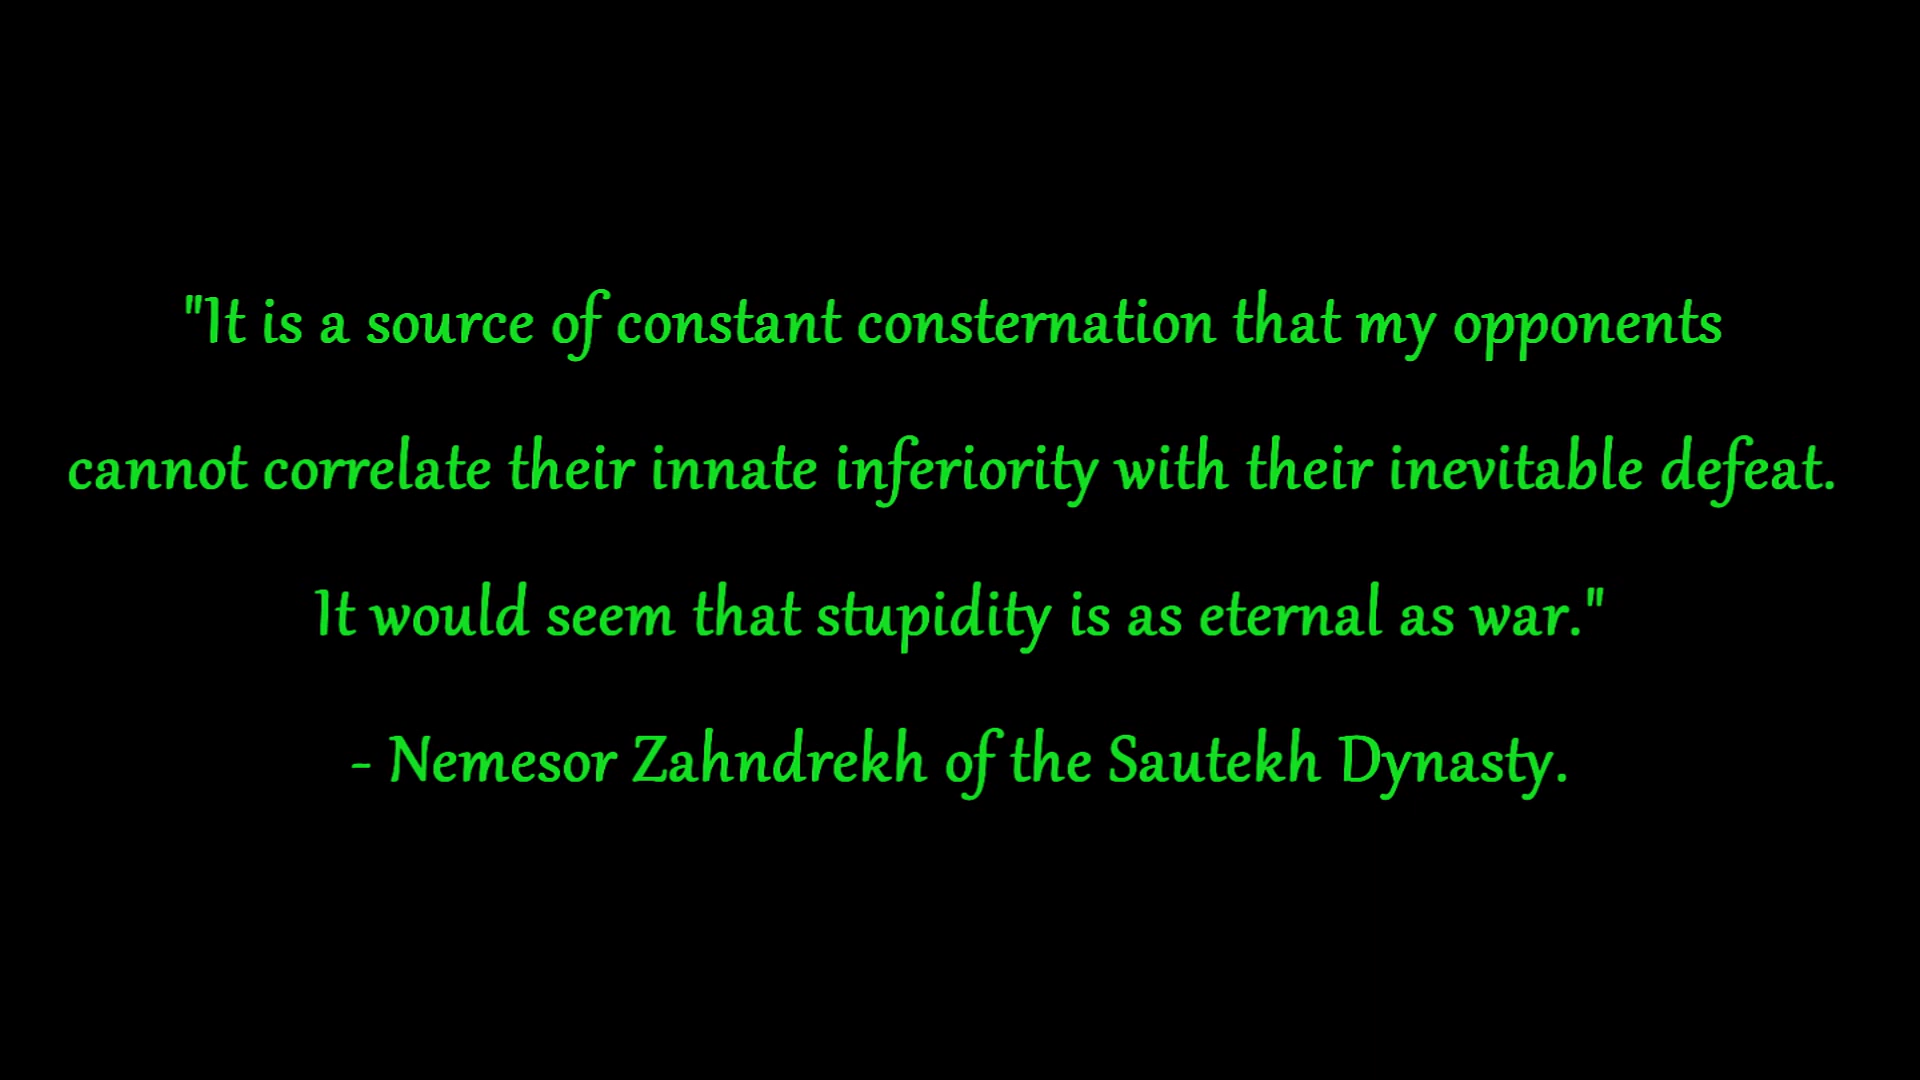 "It is a source of constant consternation that my opponents
cannot correlate their innate inferiority with their inevitable defeat.
It would seem that stupidity is as eternal as war."
- Nemesor Zahndrekh of the Sautekh Dynasty.